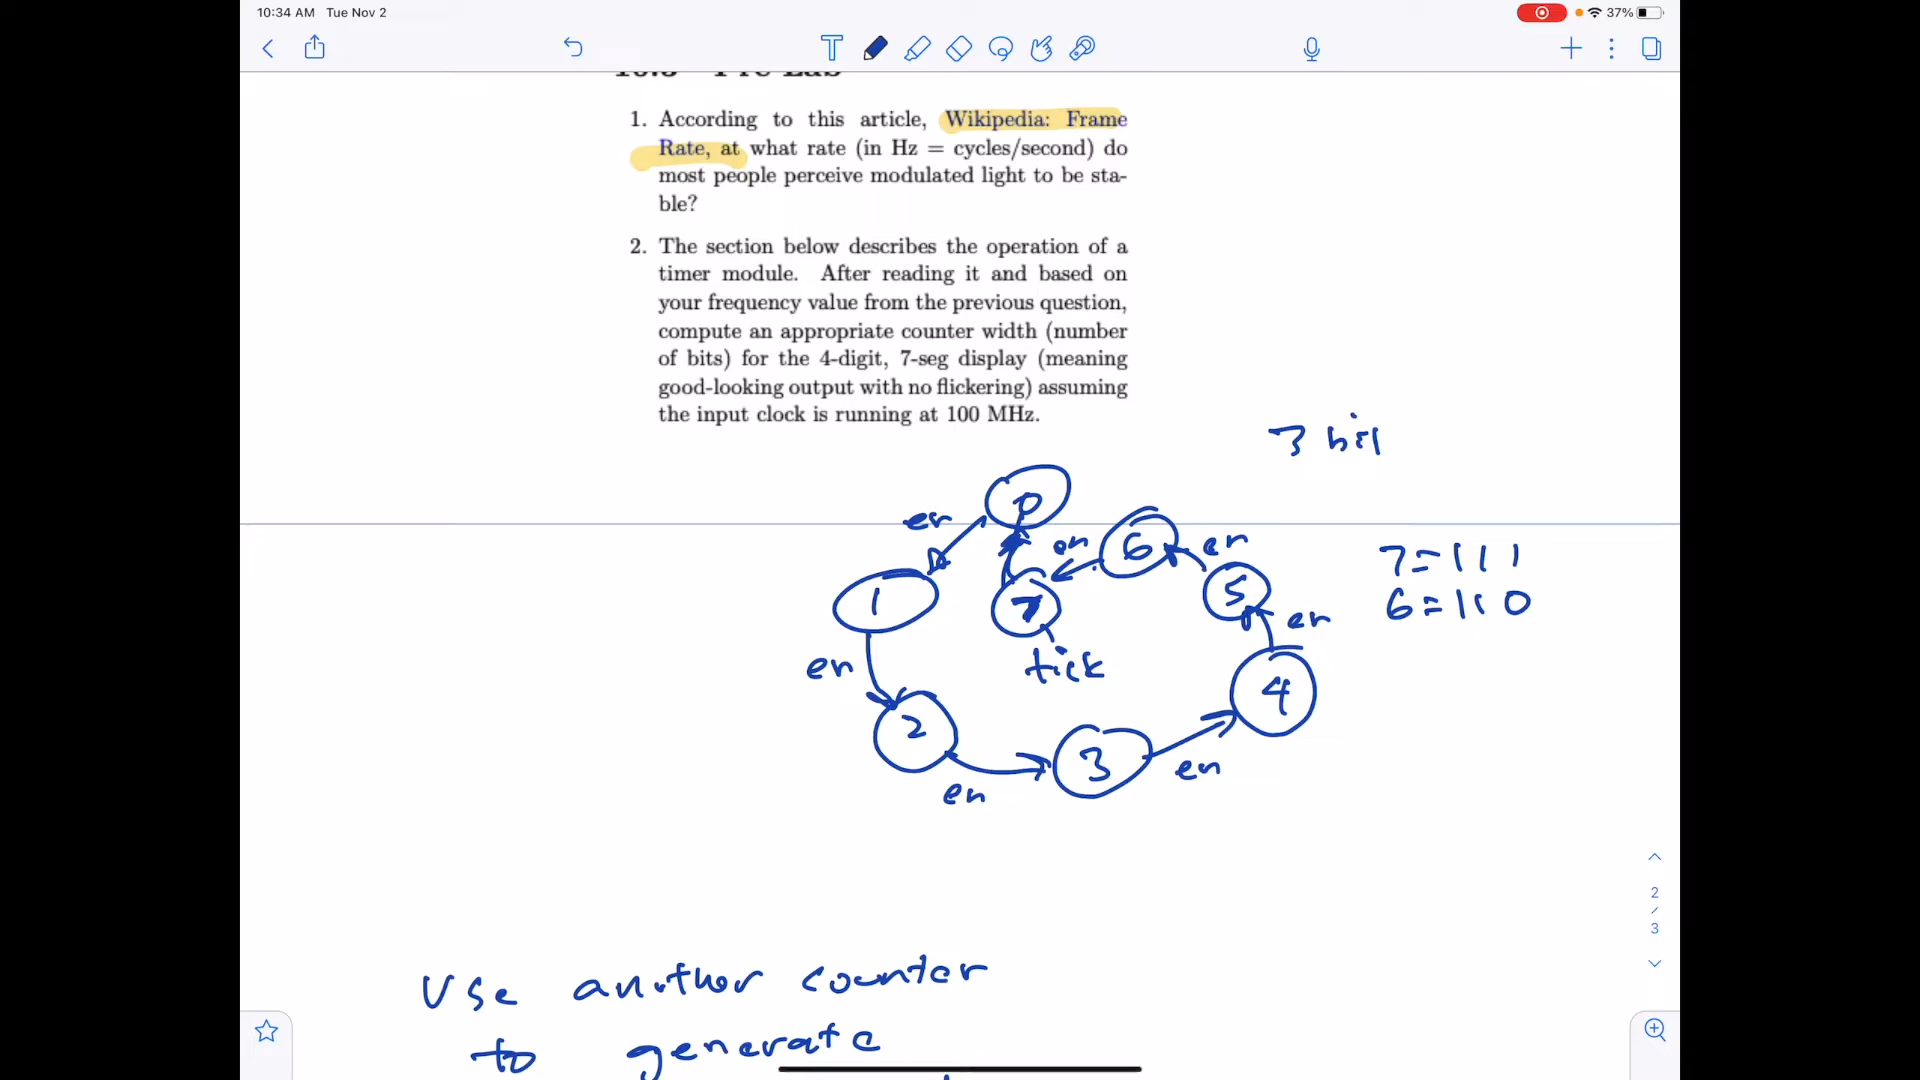 10:34 AM Tue Nov 2
37%
10.3 Pre-Lab
1. According to this article, Wikipedia: Frame
Rate, at what rate (in Hz = cycles/second) do
most people perceive modulated light to be sta-
ble?
2. The section below describes the operation of a
timer module. After reading it and based on
your frequency value from the previous question,
compute an appropriate counter width (number
of bits) for the 4-digit, 7-seg display (meaning
good-looking output with no flickering) assuming
the input clock is running at 100 MHz.
3 bit
0
en
6
en
en
7 = 111
1
7
5
6 = 110
en
en
tick
4
2
3
en
en
2
/
3
Use another counter
to generate